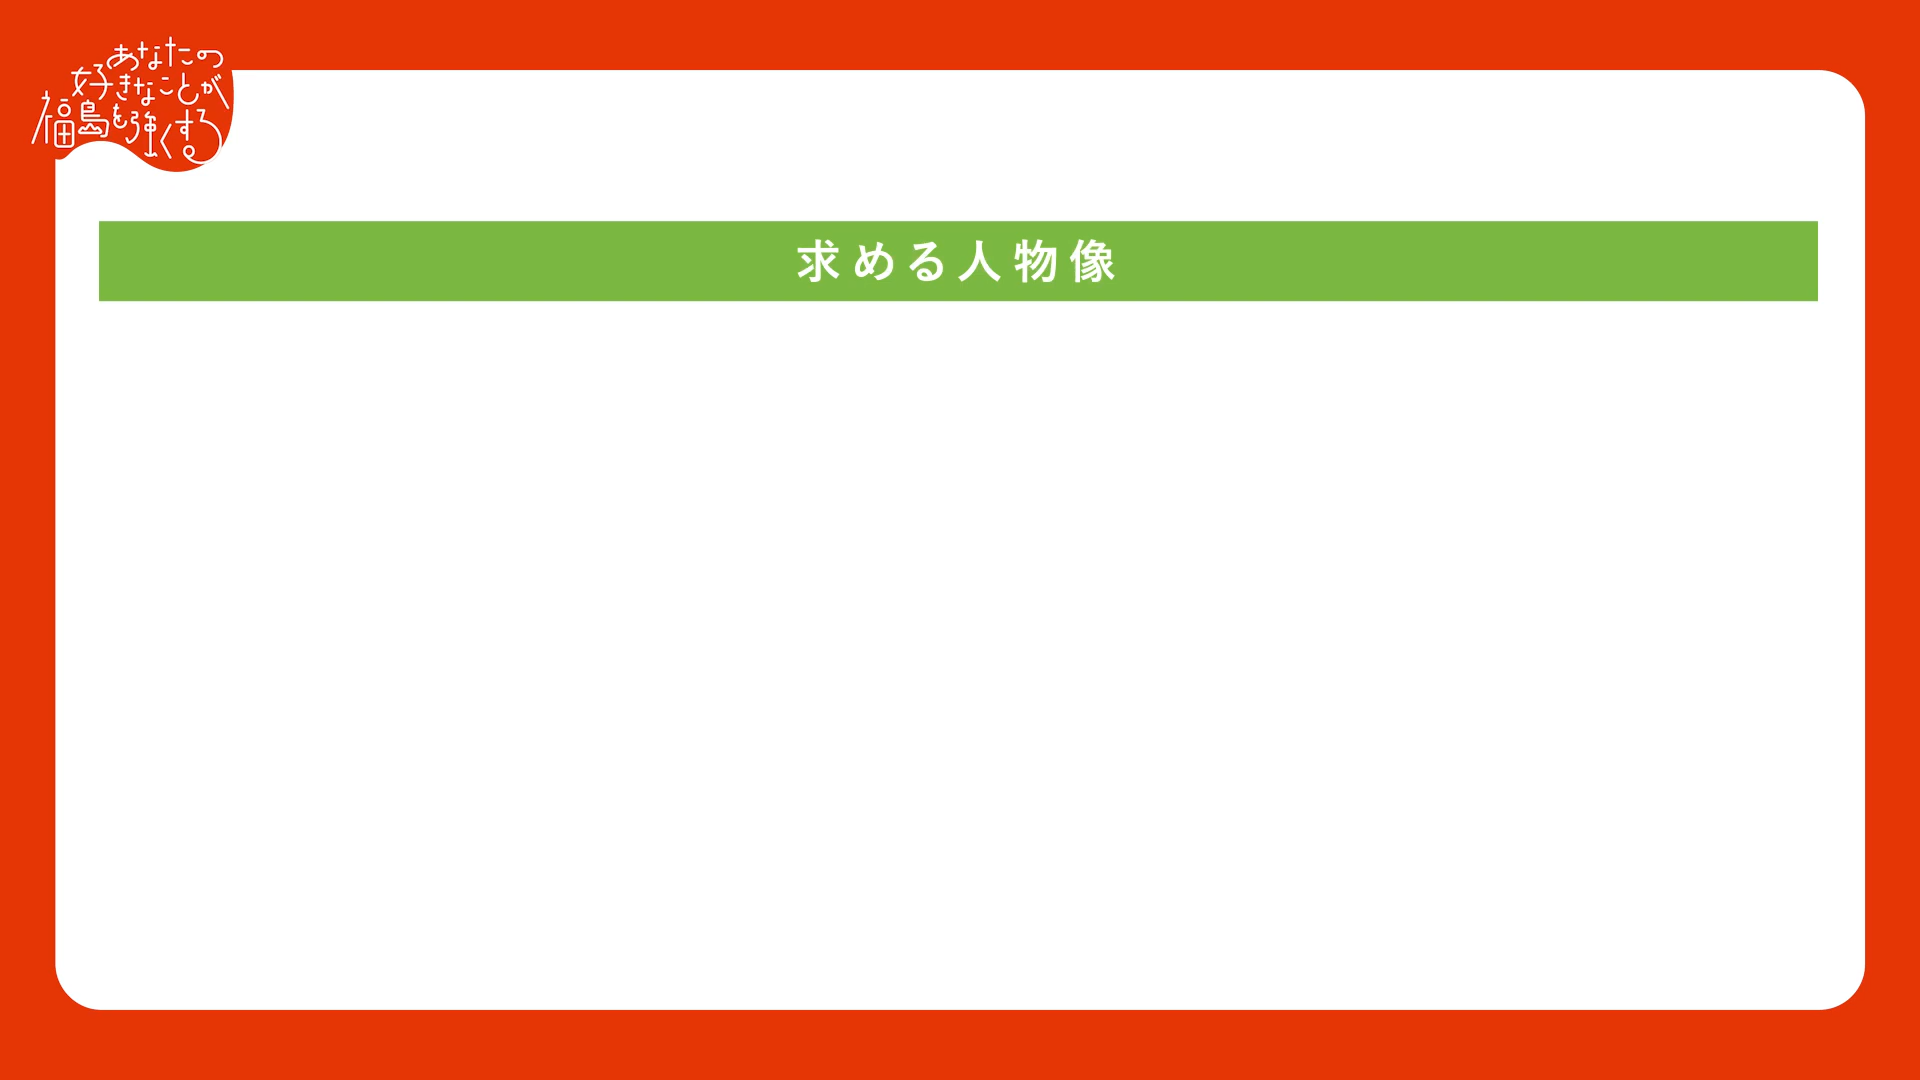 あなたの
好きなことが
福島を強くする
求める人物像